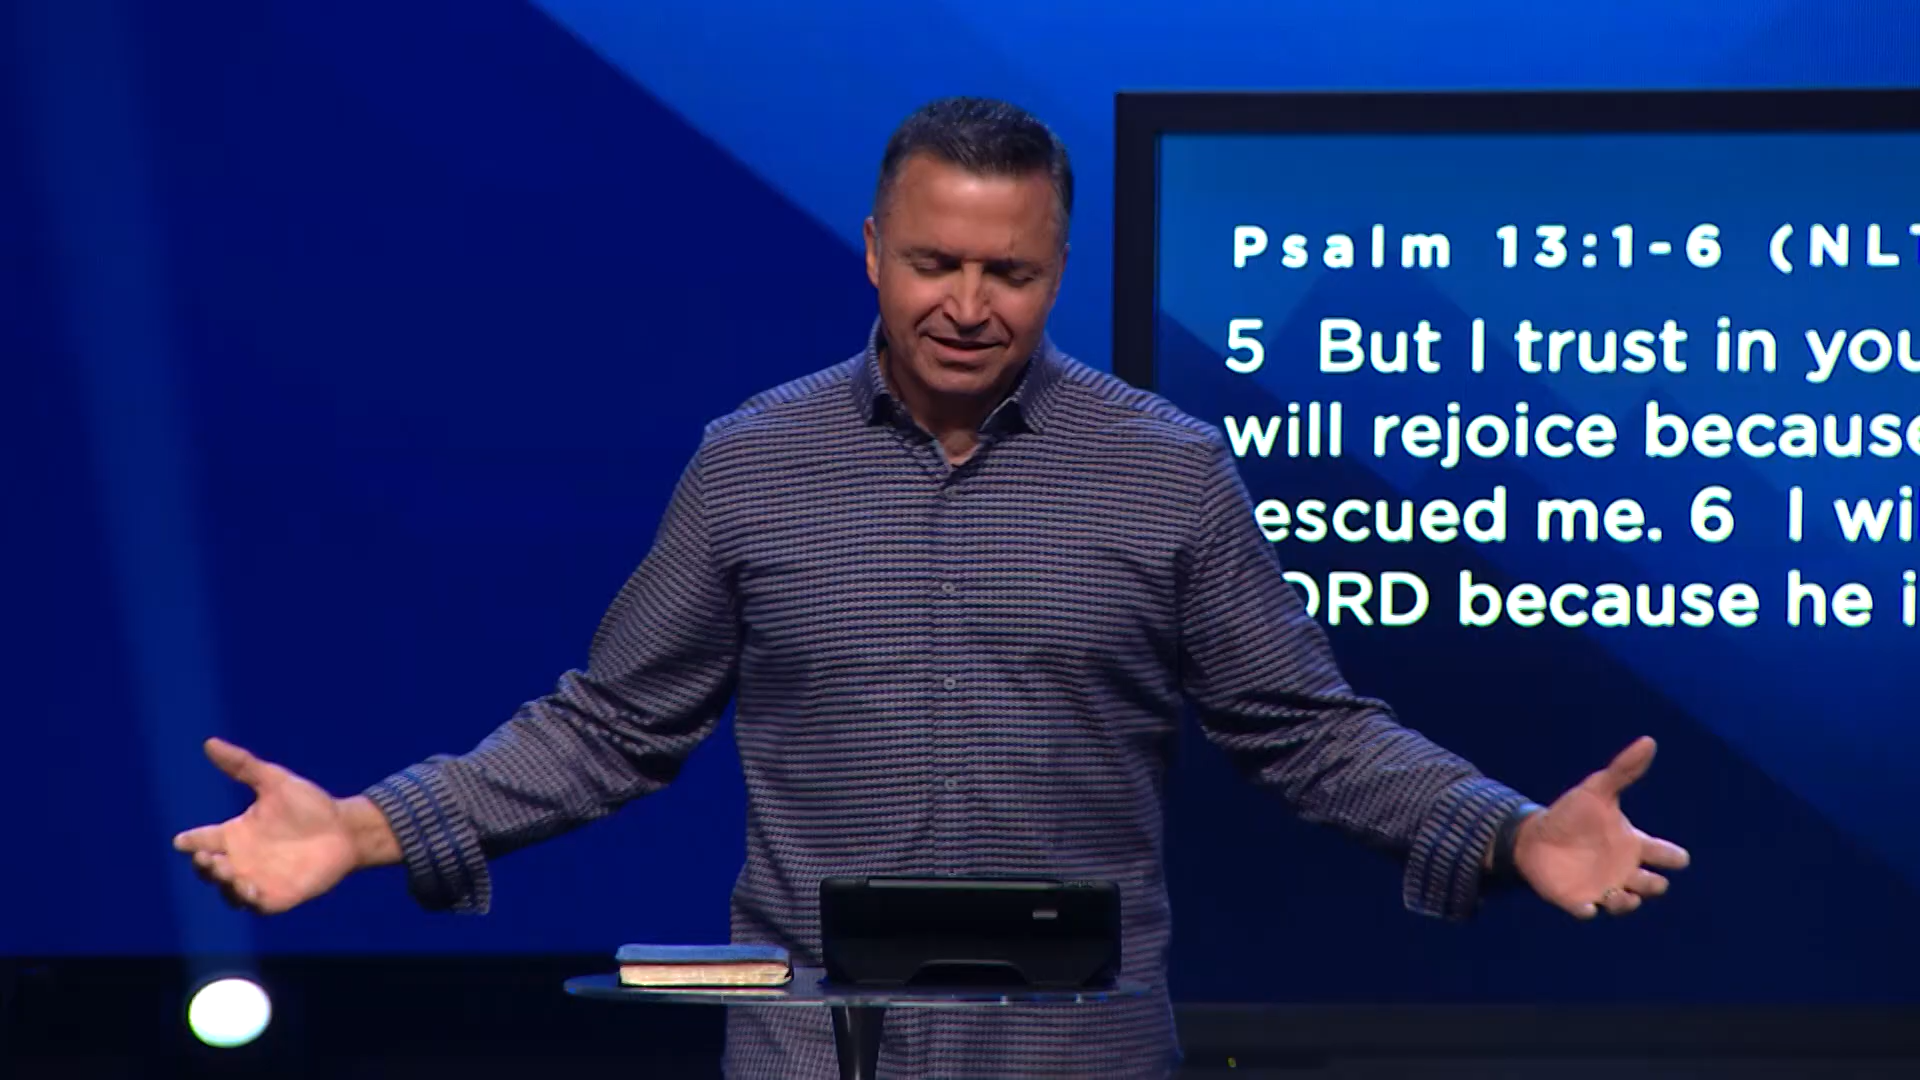 Psalm 13:1-6 (NL
5 But I trust in you
will rejoice because
escued me. 6 I wi
ORD because he i